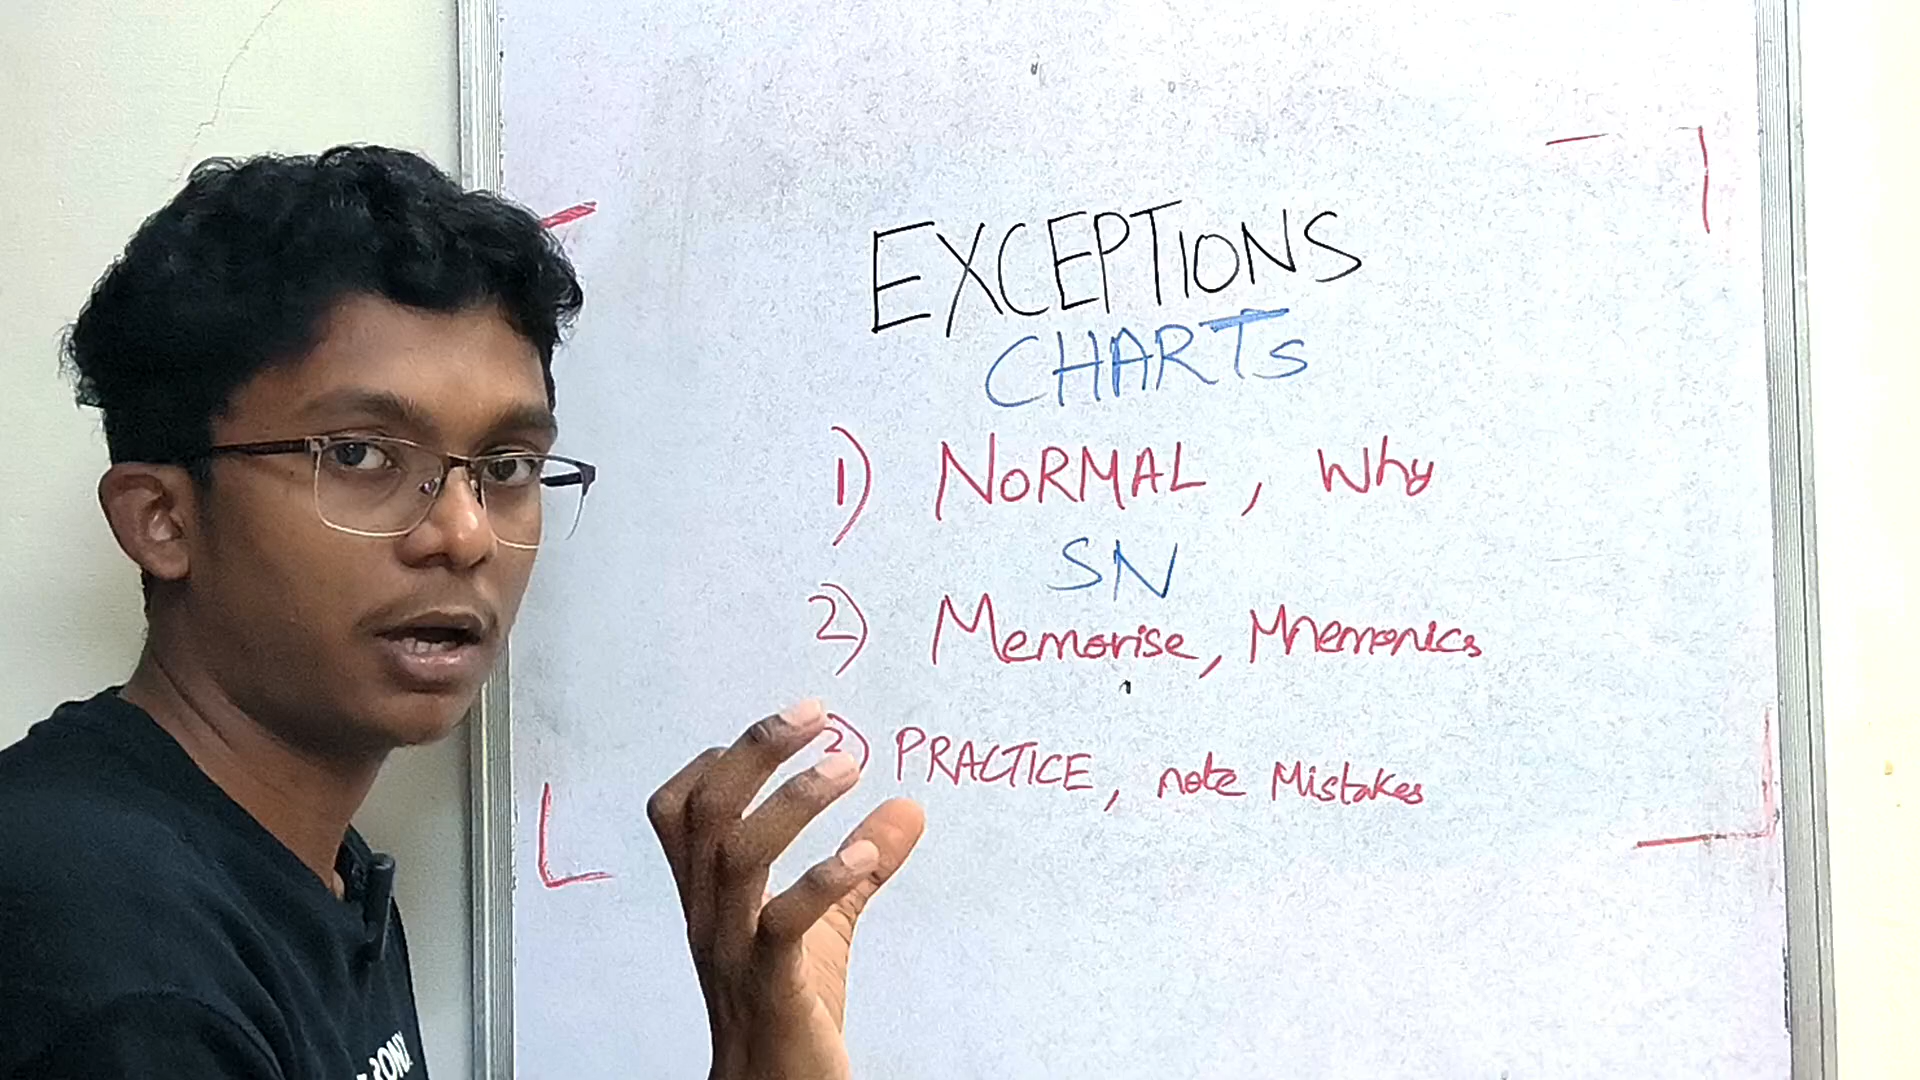 EXCEPTIONS
CHARTs
1) NORMAL, Why
SN
2) Memorise, Mnemonics
2) PRACTICE, note Mistakes